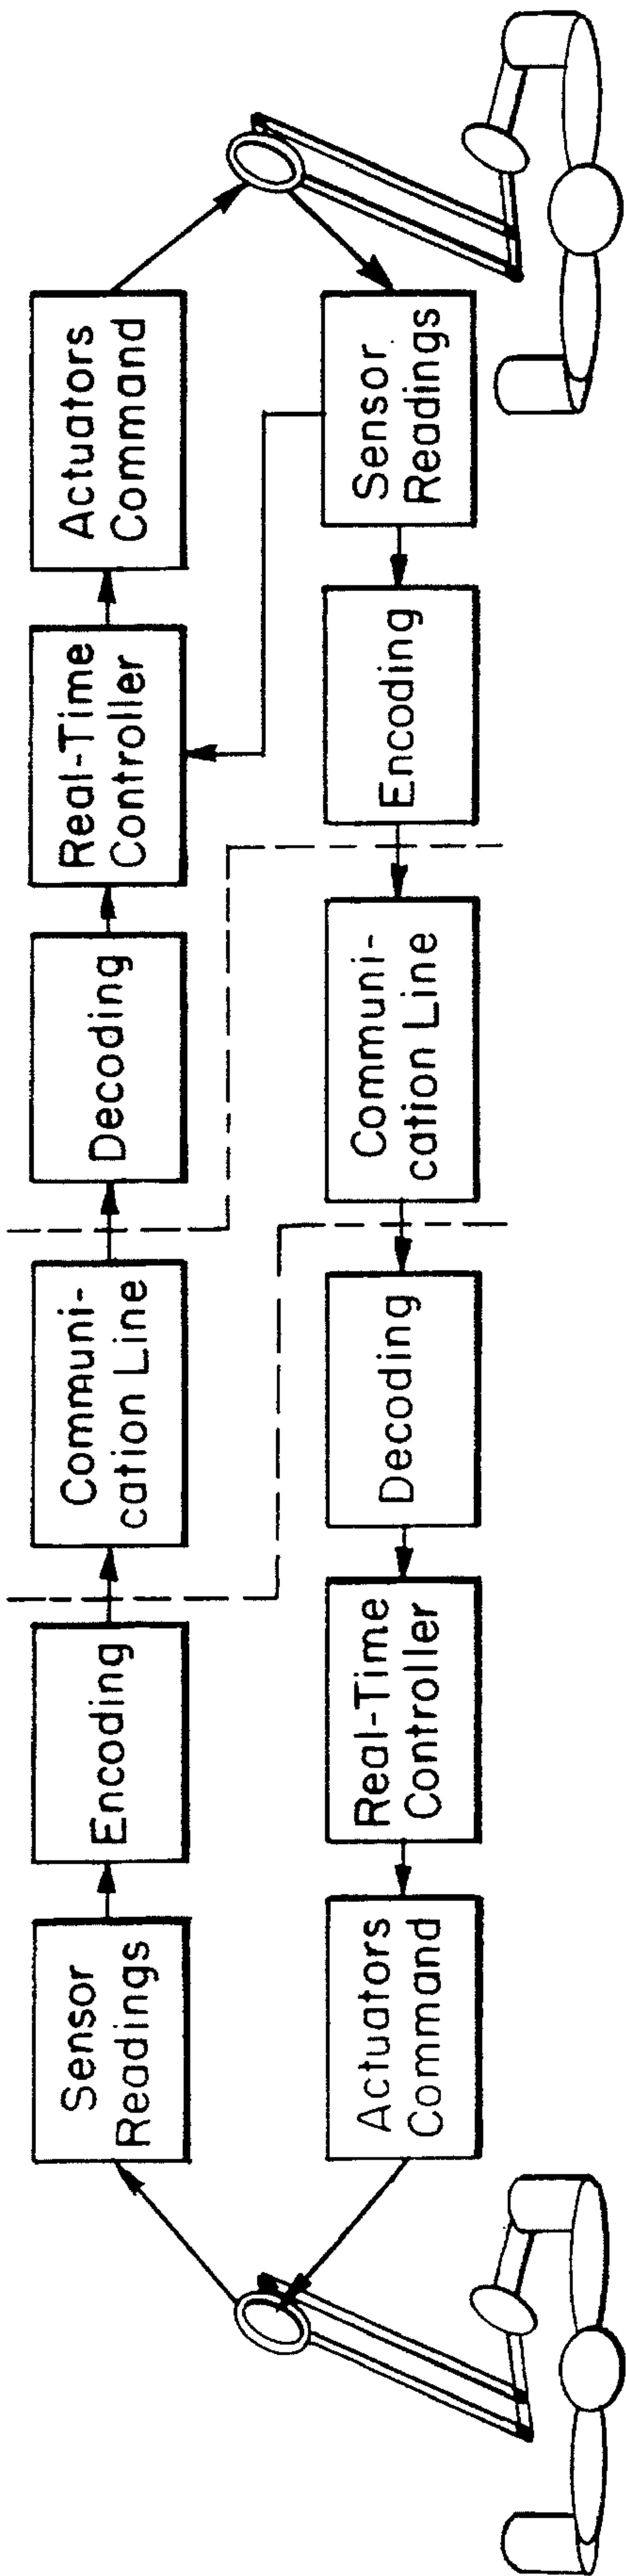 Sensor
Readings
Encoding
Communi-
cation Line
Decoding
Real-Time
Controller
Actuators
Command
Actuators
Command
Real-Time
Controller
Decoding
Communi-
cation Line
Encoding
Sensor
Readings